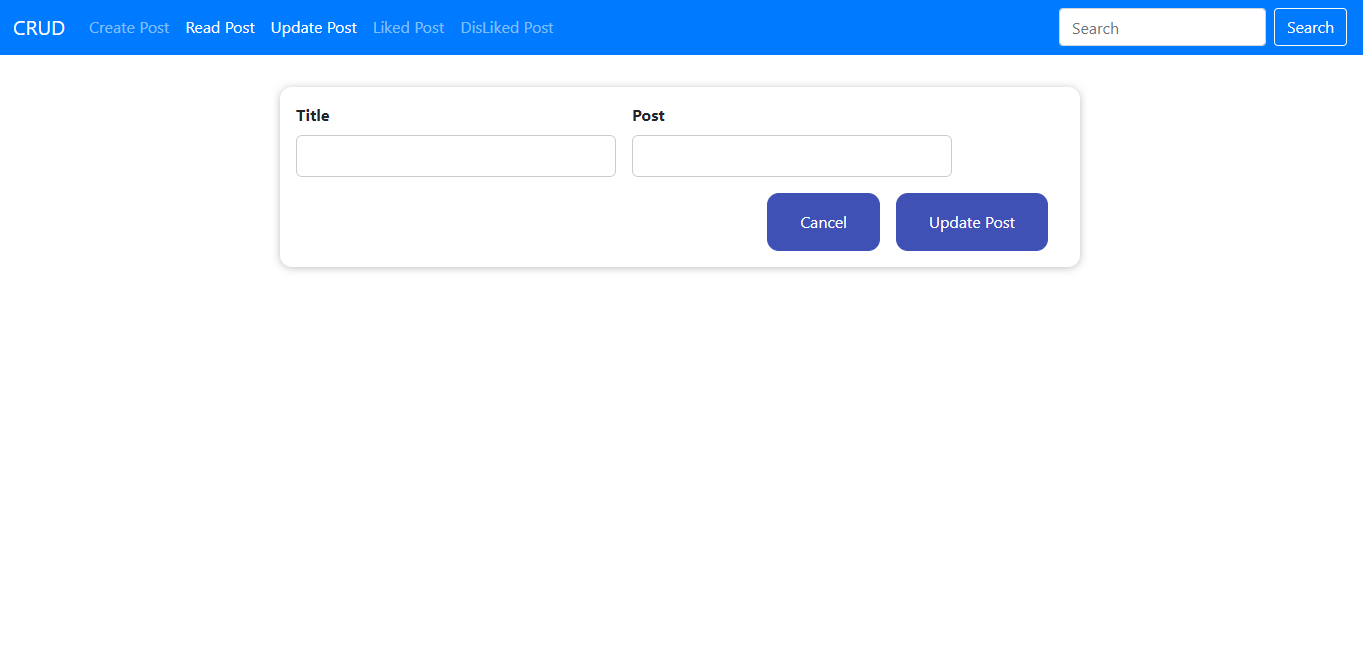 CRUD Create Post Read Post Update Post Liked Post DisLiked Post Search Search
Title Post
Cancel Update Post